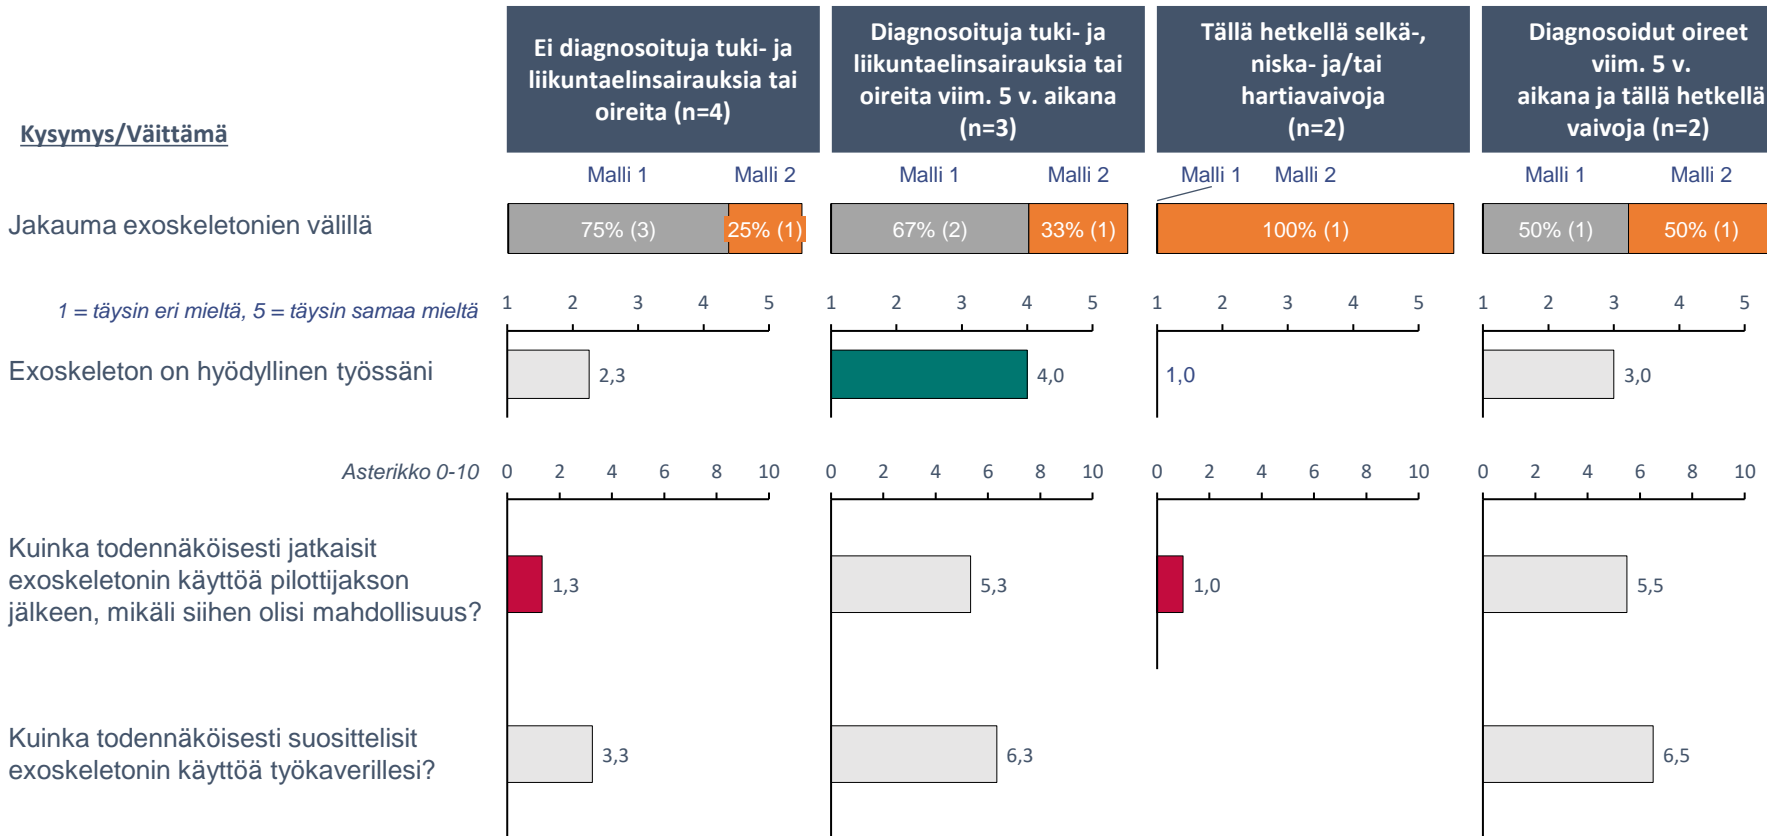 Ei diagnosoituja tuki- ja
liikuntaelinsairauksia tai
oireita (n=4)
Diagnosoituja tuki- ja
liikuntaelinsairauksia tai
oireita viim. 5 v. aikana
(n=3)
Tällä hetkellä selkä-,
niska- ja/tai
hartiavaivoja
(n=2)
Diagnosoidut oireet
viim. 5 v.
aikana ja tällä hetkellä
vaivoja (n=2)
Kysymys/Väittämä
Malli 1 Malli 2 Malli 1 Malli 2 Malli 1 Malli 2 Malli 1 Malli 2
Jakauma exoskeletonien välillä
75% (3) 25% (1) 67% (2) 33% (1) 100% (1) 50% (1) 50% (1)
1 = täysin eri mieltä, 5 = täysin samaa mieltä
1 2 3 4 5 1 2 3 4 5 1 2 3 4 5 1 2 3 4 5
Exoskeleton on hyödyllinen työssäni
2,3 4,0 1,0 3,0
Asterikko 0-10
0 2 4 6 8 10 0 2 4 6 8 10 0 2 4 6 8 10 0 2 4 6 8 10
Kuinka todennäköisesti jatkaisit
exoskeletonin käyttöä pilottijakson
jälkeen, mikäli siihen olisi mahdollisuus?
1,3 5,3 1,0 5,5
Kuinka todennäköisesti suosittelisit
exoskeletonin käyttöä työkaverillesi?
3,3 6,3 6,5